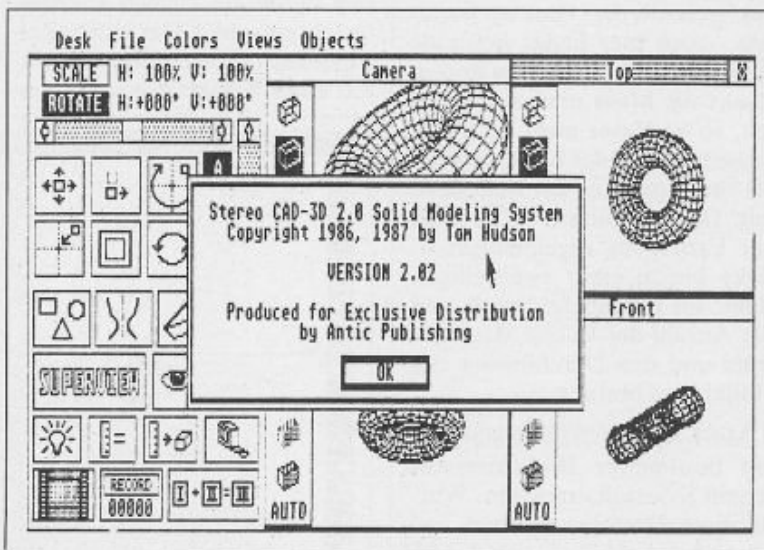 Desk File Colors Views Objects
SCALE H: 100% V: 100%
ROTATE H:+000° V:+000°
Camera
Top
A
Stereo CAD-3D 2.0 Solid Modeling System
Copyright 1986, 1987 by Tom Hudson
VERSION 2.02
Produced for Exclusive Distribution
by Antic Publishing
OK
Front
SUPERVIEW
RECORD
00000
I + II = III
AUTO
AUTO